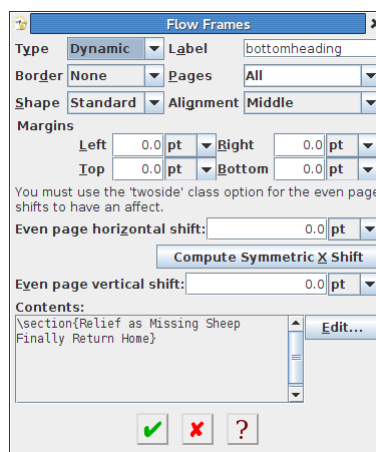 Flow Frames
Type Dynamic Label bottomheading
Border None Pages All
Shape Standard Alignment Middle
Margins
Left 0.0 pt Right 0.0 pt
Top 0.0 pt Bottom 0.0 pt
You must use the 'twoside' class option for the even page
shifts to have an affect.
Even page horizontal shift: 0.0 pt
Compute Symmetric X Shift
Even page vertical shift: 0.0 pt
Contents:
\section{Relief as Missing Sheep
Finally Return Home}
Edit...
?